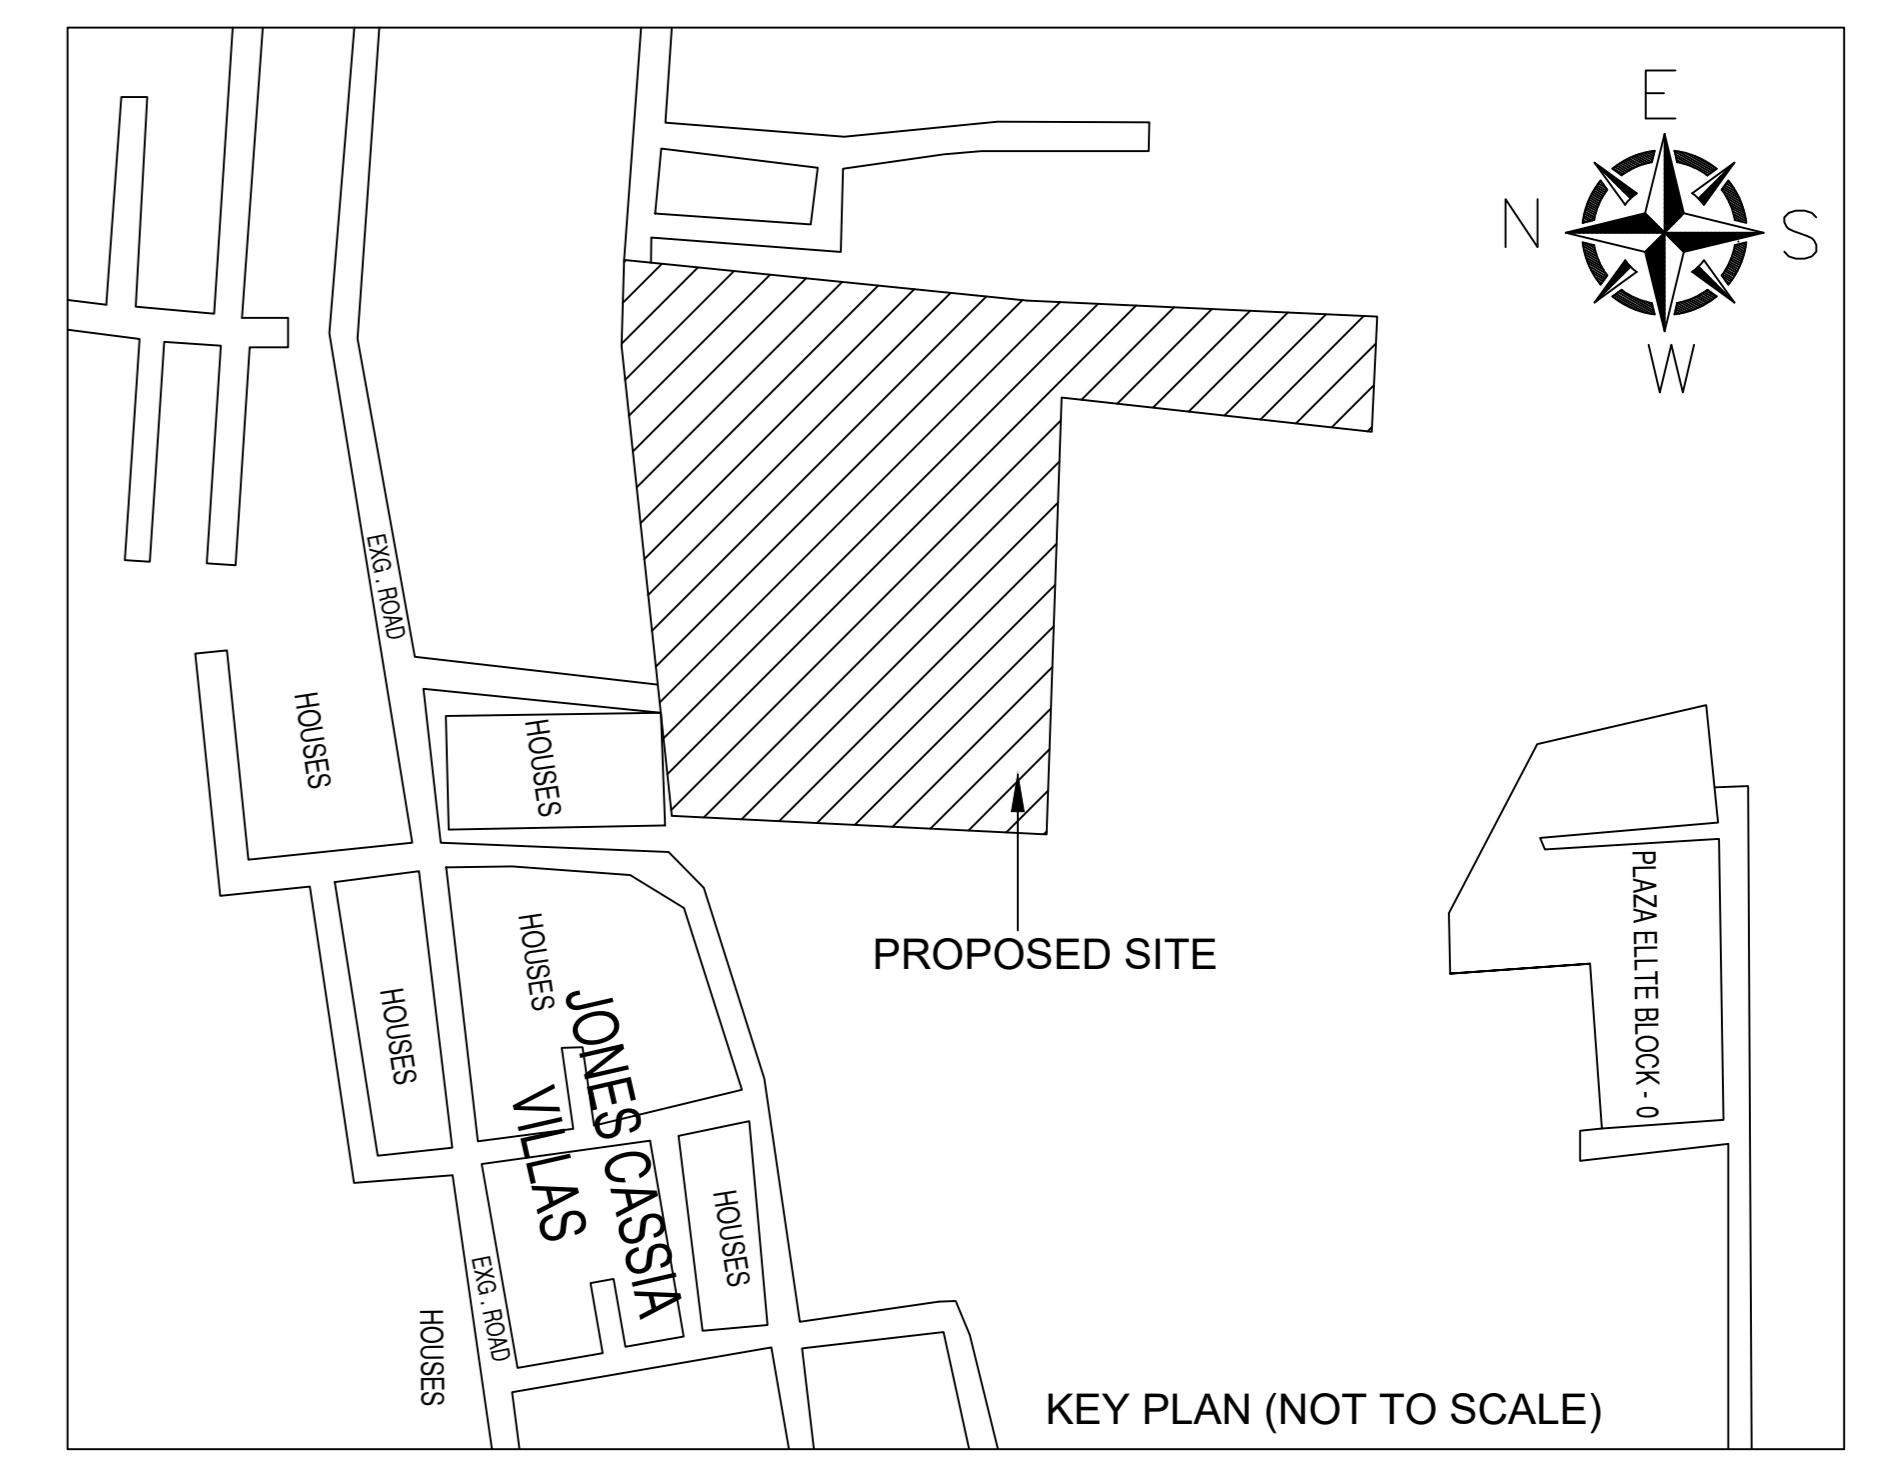 E
N
S
W
EXG . ROAD
HOUSES
HOUSES
PROPOSED SITE
PLAZA ELLTE BLOCK - 0
HOUSES
HOUSES
JONES CASSIA
VILLAS
HOUSES
EXG . ROAD
HOUSES
KEY PLAN (NOT TO SCALE)